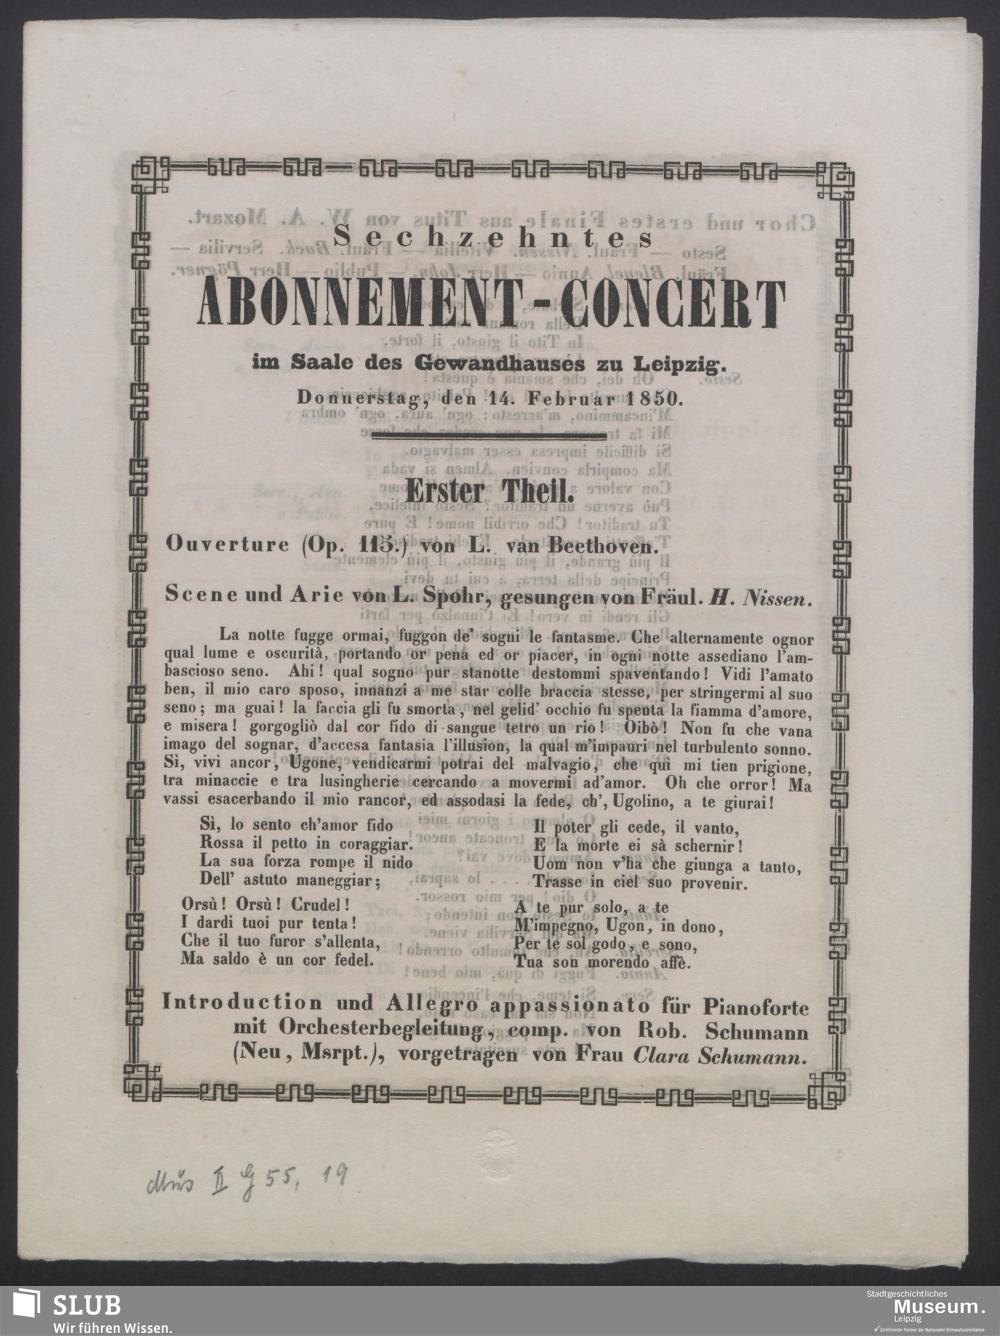 Sechzehntes
ABONNEMENT-CONCERT
im Saale des Gewandhauses zu Leipzig.
Donnerstag, den 14. Februar 1850.
Erster Theil.
Ouverture (Op. 115.) von L. van Beethoven.
Scene und Arie von L. Spohr, gesungen von Fräul. H. Nissen.
La notte fugge ormai, fuggon de' sogni le fantasme. Che alternamente ognor
qual lume e oscurità, portando or pena ed or piacer, in ogni notte assediano l'am-
bascioso seno. Ahi! qual sogno pur stanotte destommi spaventando! Vidi l'amato
ben, il mio caro sposo, innanzi a me star colle braccia stesse, per stringermi al suo
seno; ma guai! la faccia gli fu smorta, nel gelid' occhio fu spenta la fiamma d'amore,
e misera! gorgogliò dal cor fido di sangue tetro un rio! Oibò! Non fu che vana
imago del sognar, d'accesa fantasia l'illusion, la qual m'impauri nel turbulento sonno.
Sì, vivi ancor, Ugone, vendicarmi potrai del malvagio, che qui mi tien prigione,
tra minaccie e tra lusingherie cercando a movermi ad'amor. Oh che orror! Ma
vassi esacerbando il mio rancor, ed assodasi la fede, ch', Ugolino, a te giurai!
Sì, lo sento ch'amor fido
Rossa il petto in coraggiar.
La sua forza rompe il nido
Dell' astuto maneggiar;
Orsù! Orsù! Crudel!
I dardi tuoi pur tenta!
Che il tuo furor s'allenta,
Ma saldo è un cor fedel.
Il poter gli cede, il vanto,
E la morte ei sà schernir!
Uom non v'ha che giunga a tanto,
Trasse in ciel suo provenir.
A te pur solo, a te
M'impegno, Ugon, in dono,
Per te sol godo, e sono,
Tua son morendo affè.
Introduction und Allegro appassionato für Pianoforte
mit Orchesterbegleitung, comp. von Rob. Schumann
(Neu, Msrpt.), vorgetragen von Frau Clara Schumann.
Mus II G 55, 19
SLUB
Wir führen Wissen.
Stadtgeschichtliches
Museum.
Leipzig